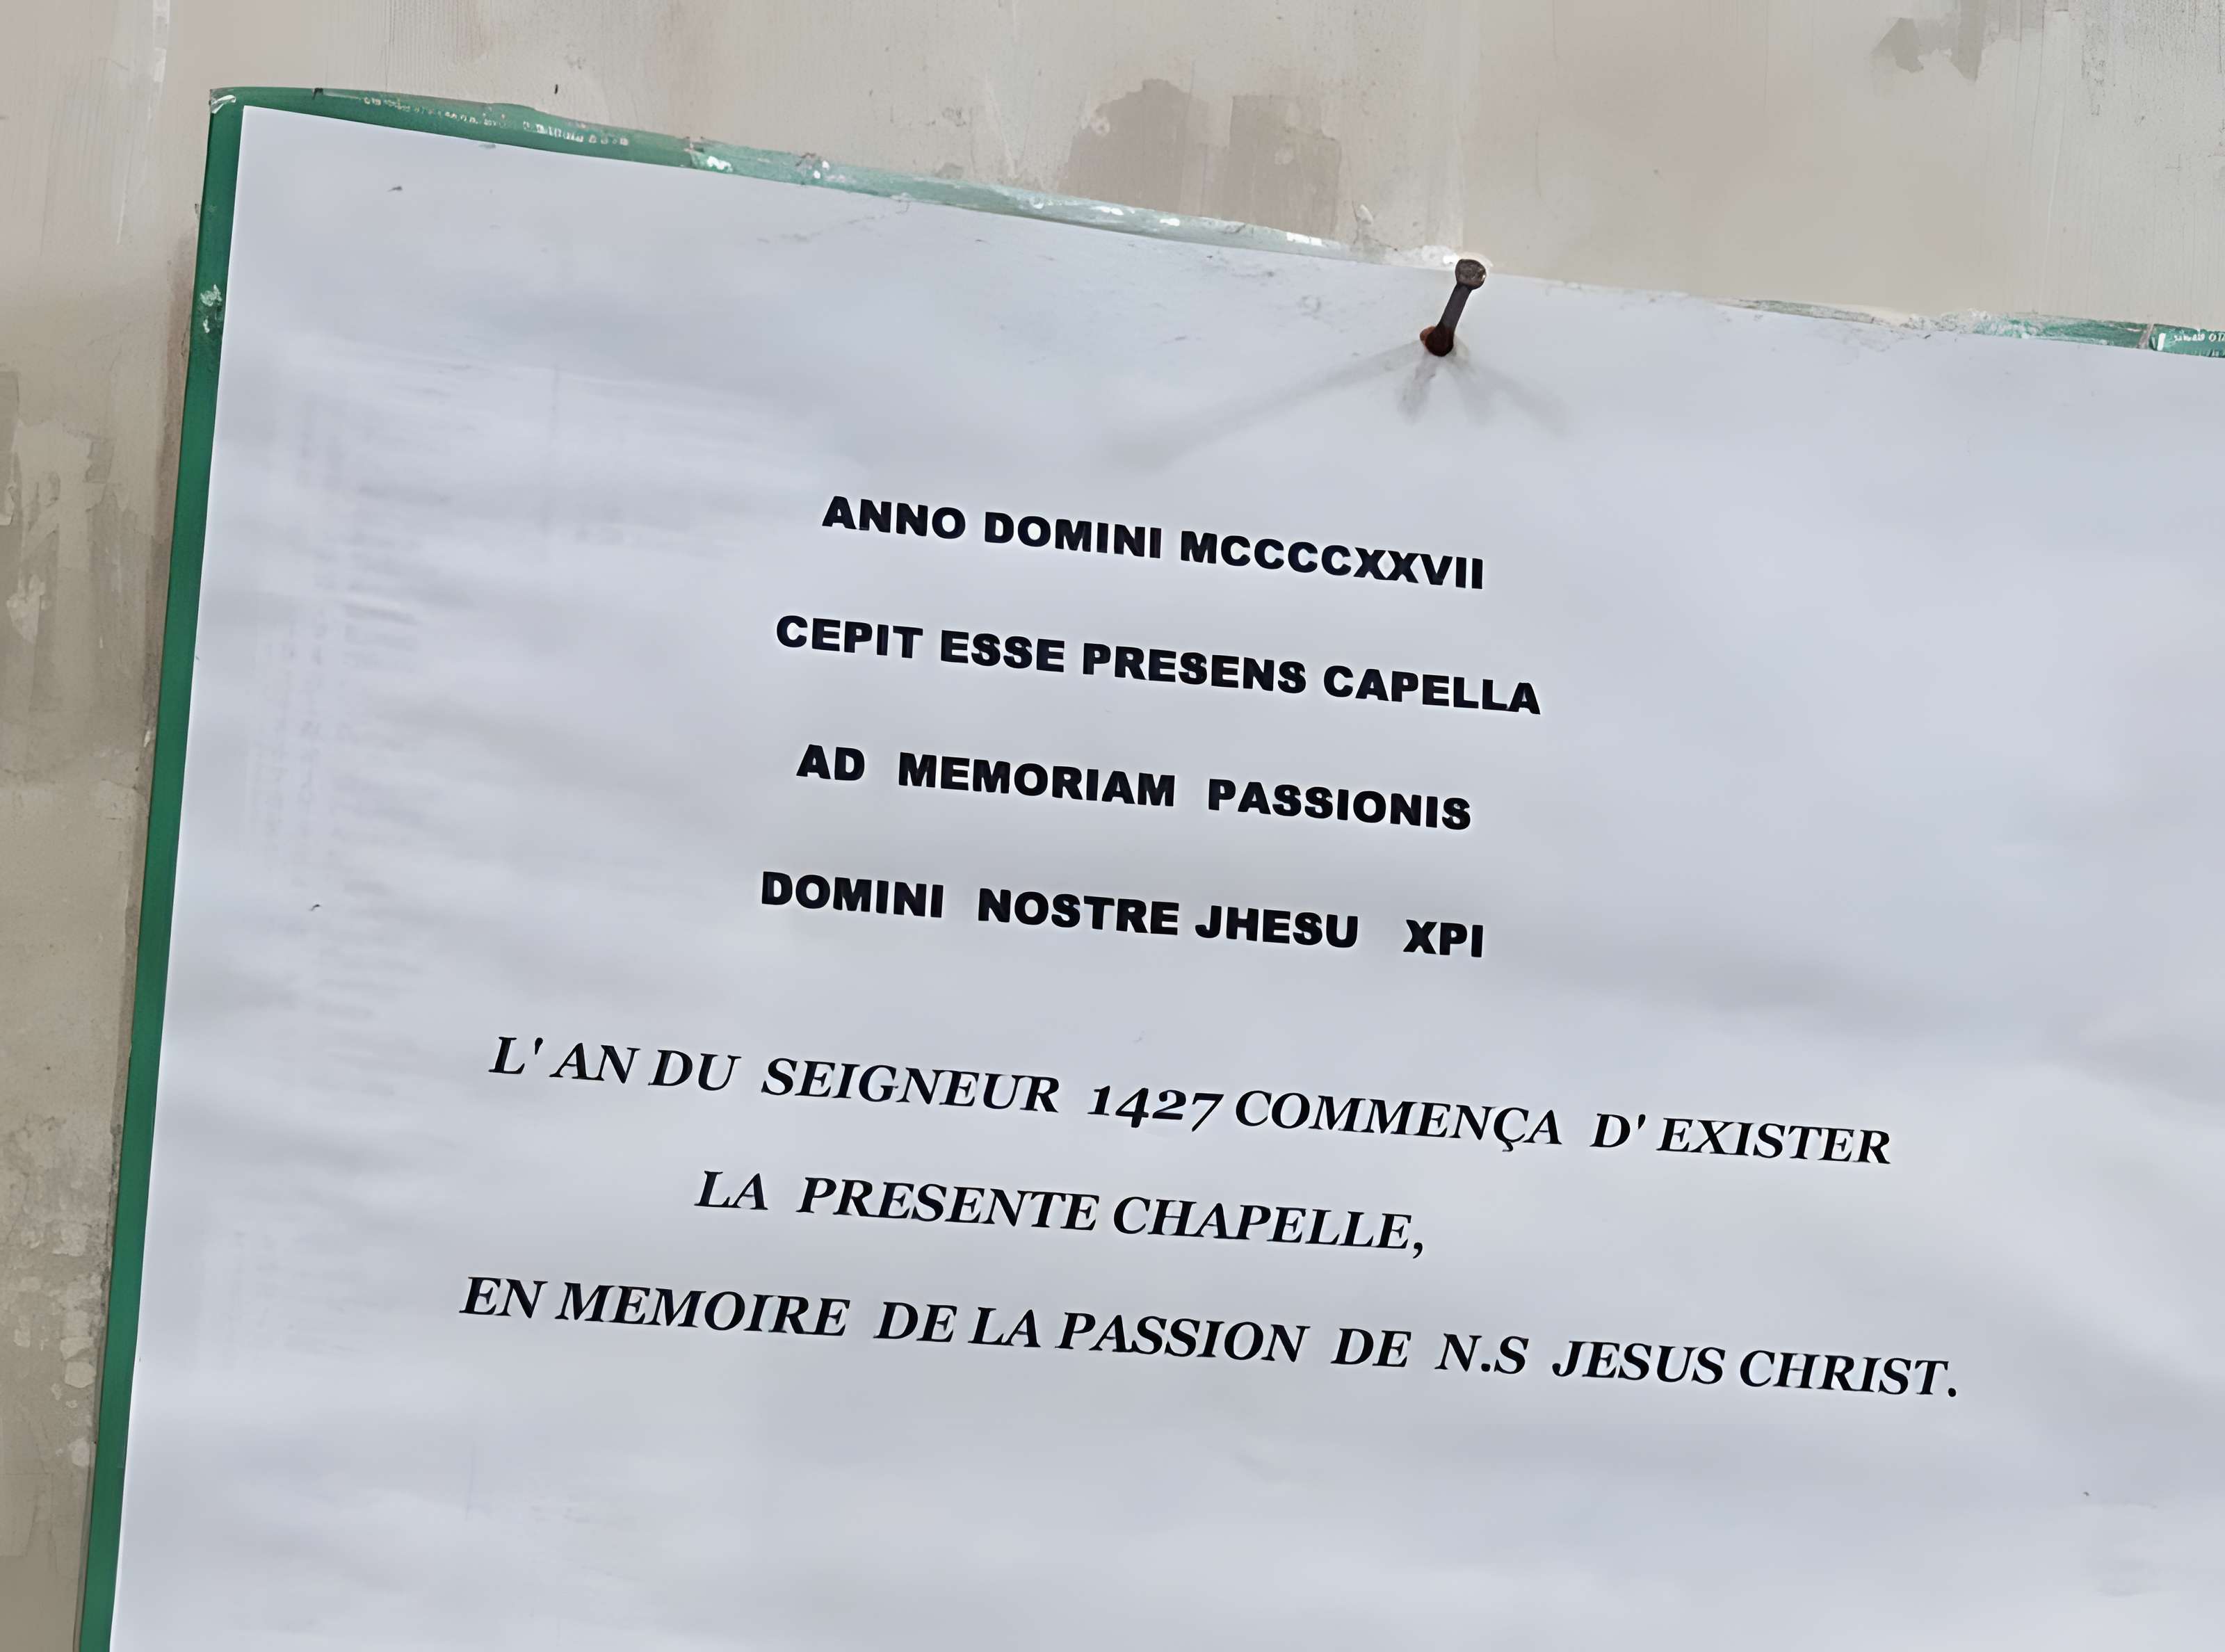 ANNO DOMINI MCCCCXXVII
CEPIT ESSE PRESENS CAPELLA
AD MEMORIAM PASSIONIS
DOMINI NOSTRE JHESU XPI
L' AN DU SEIGNEUR 1427 COMMENÇA D' EXISTER
LA PRESENTE CHAPELLE,
EN MEMOIRE DE LA PASSION DE N.S JESUS CHRIST.